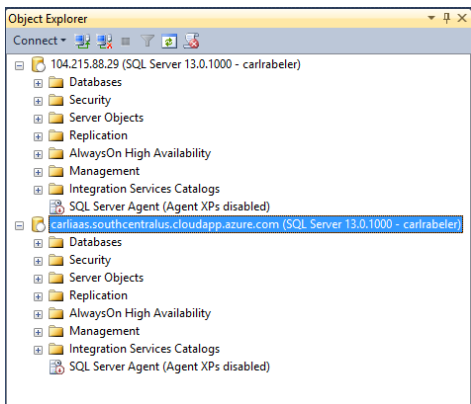 Object Explorer
Connect
104.215.88.29 (SQL Server 13.0.1000 - carlrabeler)
Databases
Security
Server Objects
Replication
AlwaysOn High Availability
Management
Integration Services Catalogs
SQL Server Agent (Agent XPs disabled)
carliaas.southcentralus.cloudapp.azure.com (SQL Server 13.0.1000 - carlrabeler)
Databases
Security
Server Objects
Replication
AlwaysOn High Availability
Management
Integration Services Catalogs
SQL Server Agent (Agent XPs disabled)